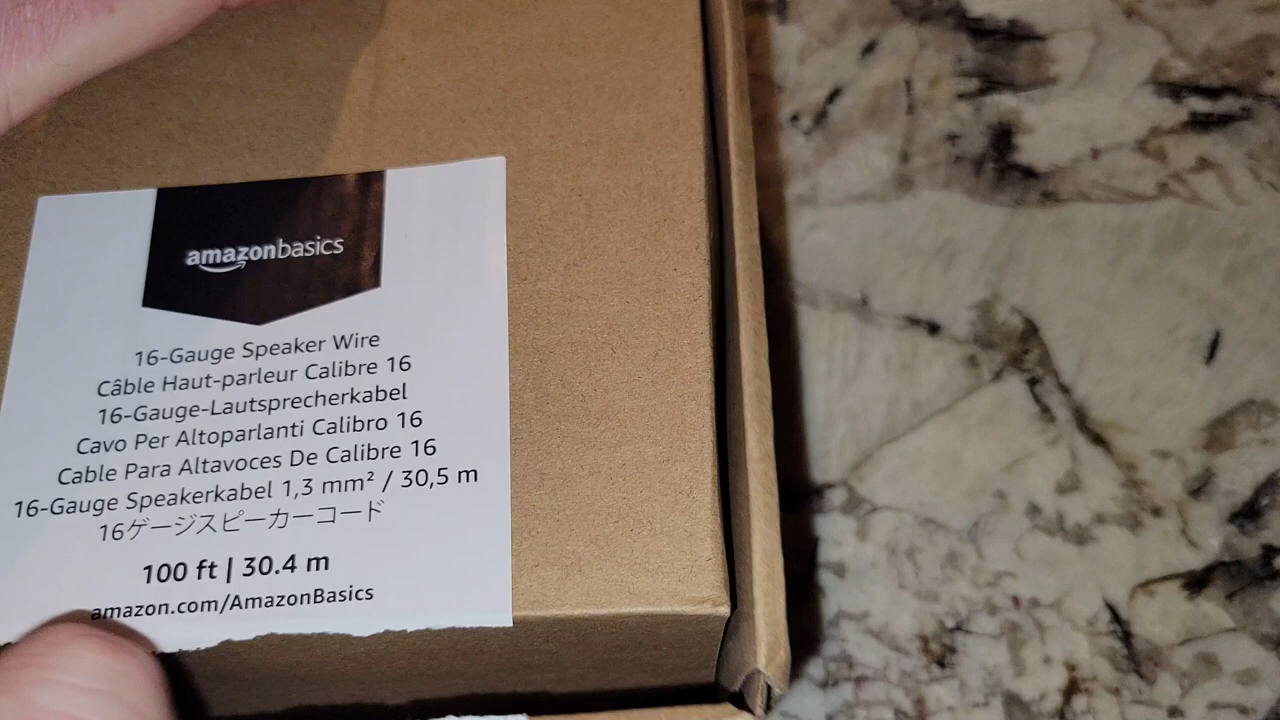 amazonbasics
16-Gauge Speaker Wire
Câble Haut-parleur Calibre 16
16-Gauge-Lautsprecherkabel
Cavo Per Altoparlanti Calibro 16
Cable Para Altavoces De Calibre 16
16-Gauge Speakerkabel 1,3 mm² / 30,5 m
16ゲージスピーカーコード
100 ft | 30.4 m
amazon.com/AmazonBasics